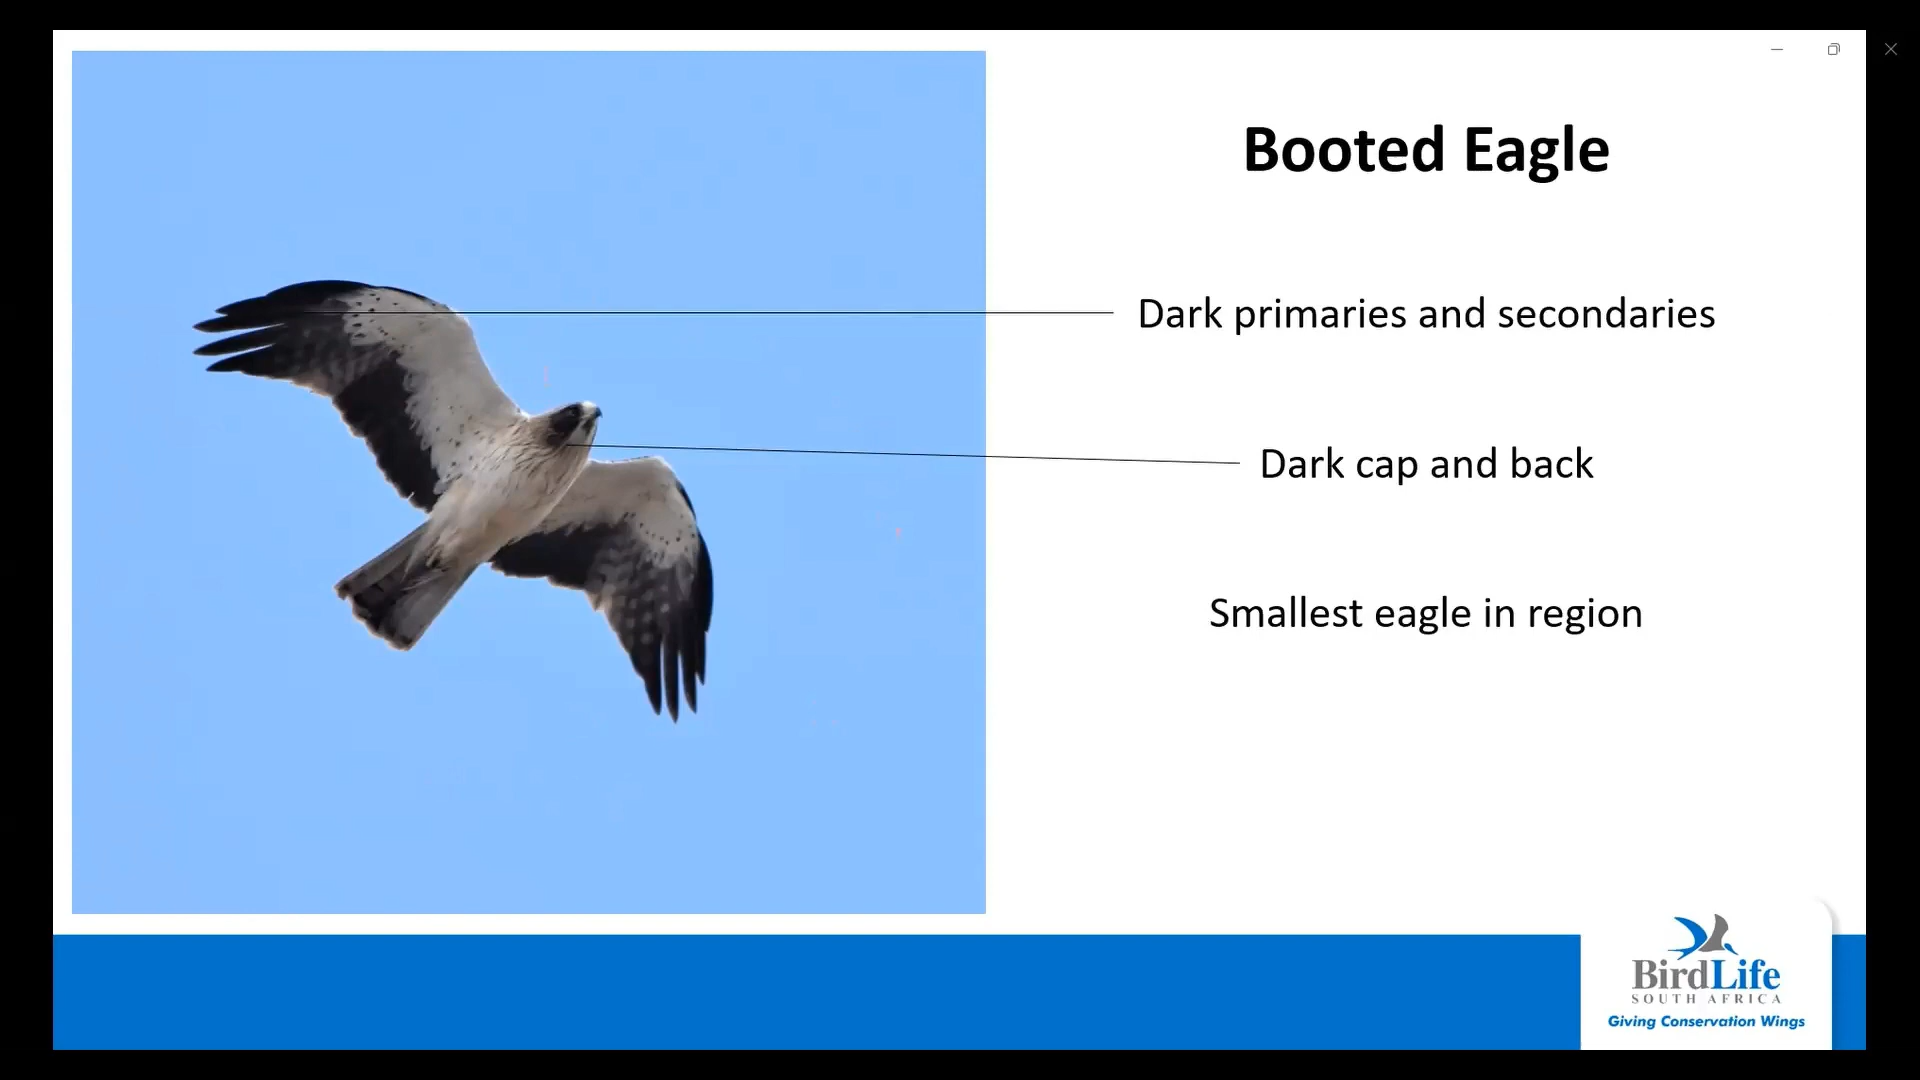 Booted Eagle
Dark primaries and secondaries
Dark cap and back
Smallest eagle in region
BirdLife
SOUTH AFRICA
Giving Conservation Wings